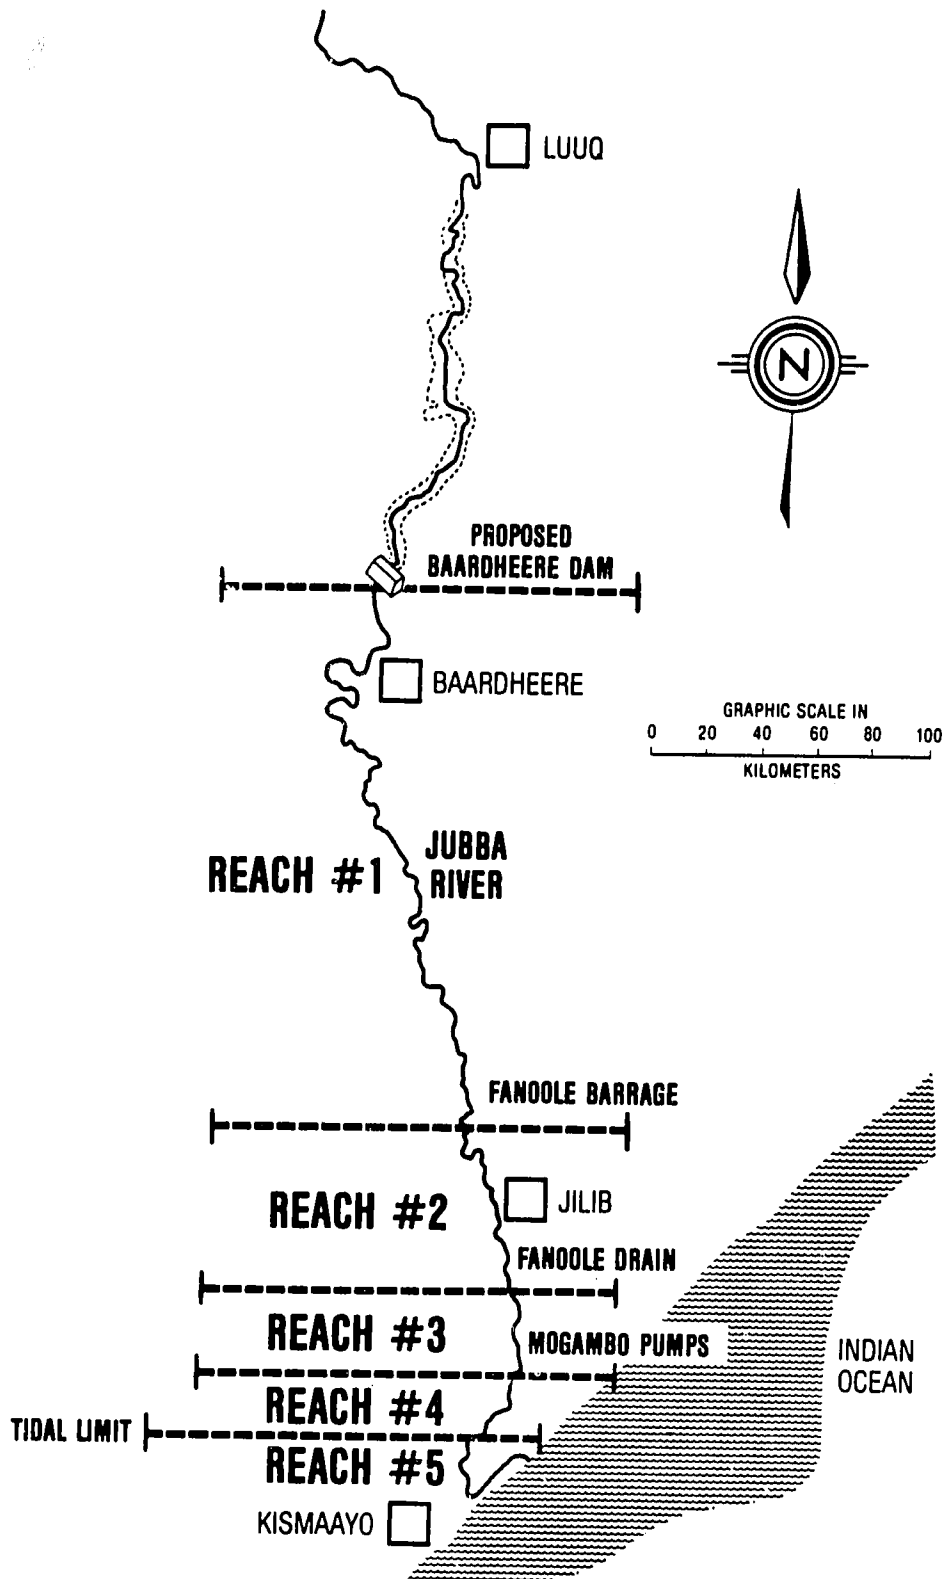 LUUQ
N
PROPOSED
BAARDHEERE DAM
BAARDHEERE
GRAPHIC SCALE IN
0 20 40 60 80 100
KILOMETERS
JUBBA
RIVER
REACH #1
FANOOLE BARRAGE
REACH #2
JILIB
FANOOLE DRAIN
REACH #3
MOGAMBO PUMPS
INDIAN
OCEAN
REACH #4
TIDAL LIMIT
REACH #5
KISMAAYO